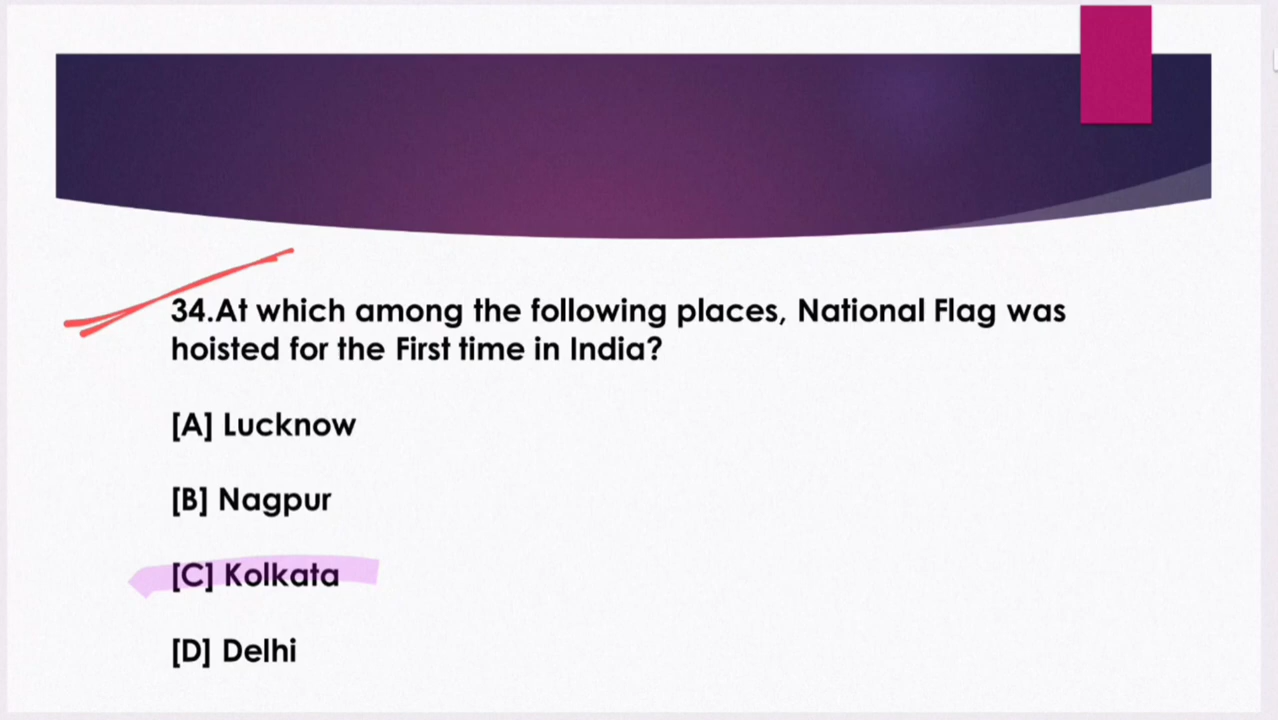 34.At which among the following places, National Flag was
hoisted for the First time in India?
[A] Lucknow
[B] Nagpur
[C] Kolkata
[D] Delhi